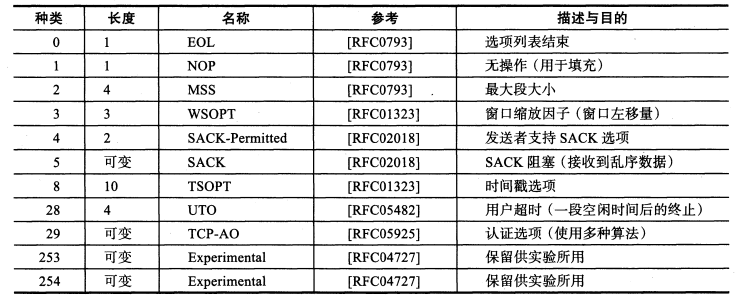 种类 长度 名称 参考 描述与目的
0 1 EOL [RFC0793] 选项列表结束
1 1 NOP [RFC0793] 无操作（用于填充）
2 4 MSS [RFC0793] 最大段大小
3 3 WSOPT [RFC01323] 窗口缩放因子（窗口左移量）
4 2 SACK-Permitted [RFC02018] 发送者支持 SACK 选项
5 可变 SACK [RFC02018] SACK 阻塞（接收到乱序数据）
8 10 TSOPT [RFC01323] 时间戳选项
28 4 UTO [RFC05482] 用户超时（一段空闲时间后的终止）
29 可变 TCP-AO [RFC05925] 认证选项（使用多种算法）
253 可变 Experimental [RFC04727] 保留供实验所用
254 可变 Experimental [RFC04727] 保留供实验所用